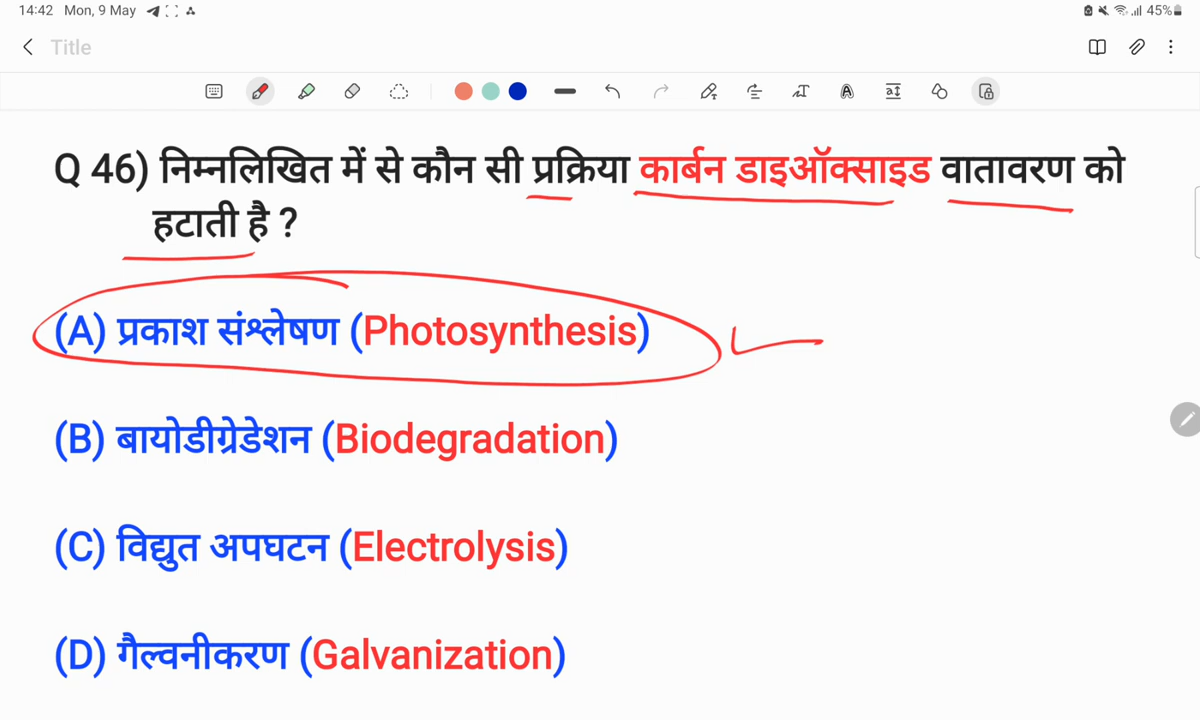 14:42 Mon, 9 May 45%
Title
Q 46) निम्नलिखित में से कौन सी प्रक्रिया कार्बन डाइऑक्साइड वातावरण को
हटाती है ?
(A) प्रकाश संश्लेषण (Photosynthesis)
(B) बायोडीग्रेडेशन (Biodegradation)
(C) विद्युत अपघटन (Electrolysis)
(D) गैल्वनीकरण (Galvanization)